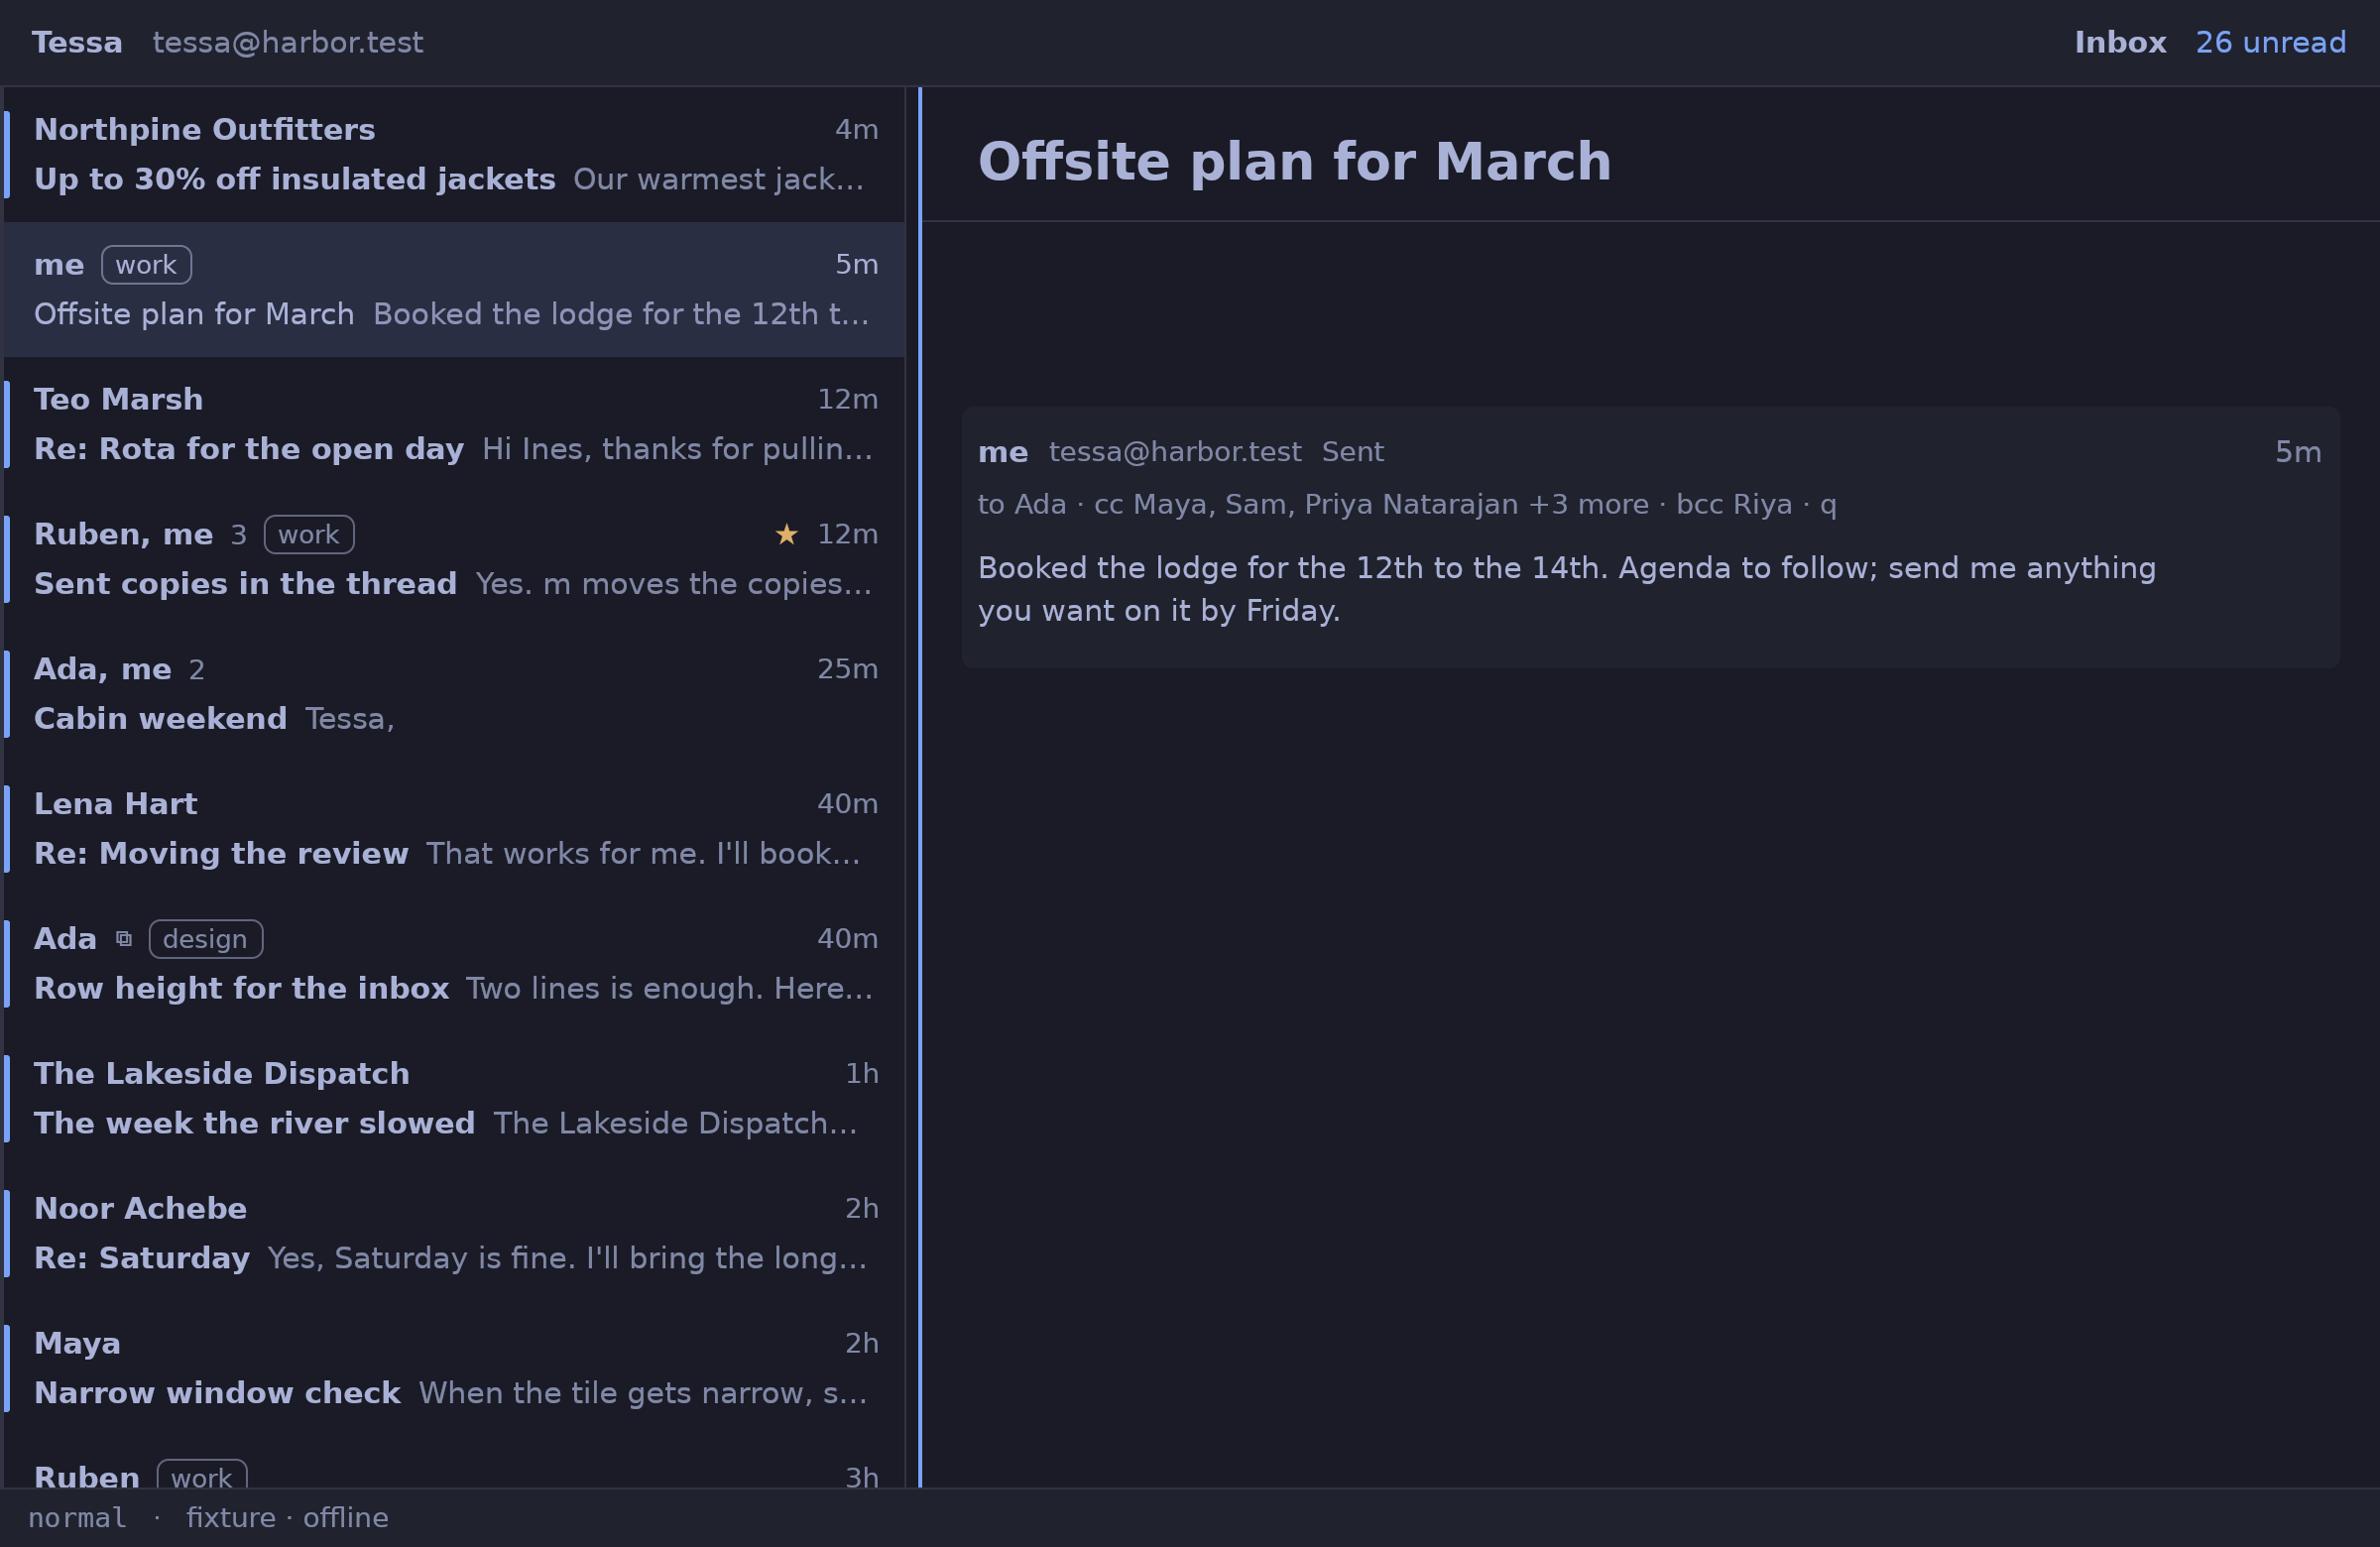 Tessa tessa@harbor.test Inbox 26 unread
Northpine Outfitters 4m
Up to 30% off insulated jackets Our warmest jack…
me work 5m
Offsite plan for March Booked the lodge for the 12th t…
Teo Marsh 12m
Re: Rota for the open day Hi Ines, thanks for pullin…
Ruben, me 3 work ★ 12m
Sent copies in the thread Yes. m moves the copies…
Ada, me 2 25m
Cabin weekend Tessa,
Lena Hart 40m
Re: Moving the review That works for me. I'll book…
Ada ⧉ design 40m
Row height for the inbox Two lines is enough. Here…
The Lakeside Dispatch 1h
The week the river slowed The Lakeside Dispatch…
Noor Achebe 2h
Re: Saturday Yes, Saturday is fine. I'll bring the long…
Maya 2h
Narrow window check When the tile gets narrow, s…
Ruben work 3h
Offsite plan for March
me tessa@harbor.test Sent 5m
to Ada · cc Maya, Sam, Priya Natarajan +3 more · bcc Riya · q
Booked the lodge for the 12th to the 14th. Agenda to follow; send me anything
you want on it by Friday.
normal · fixture · offline